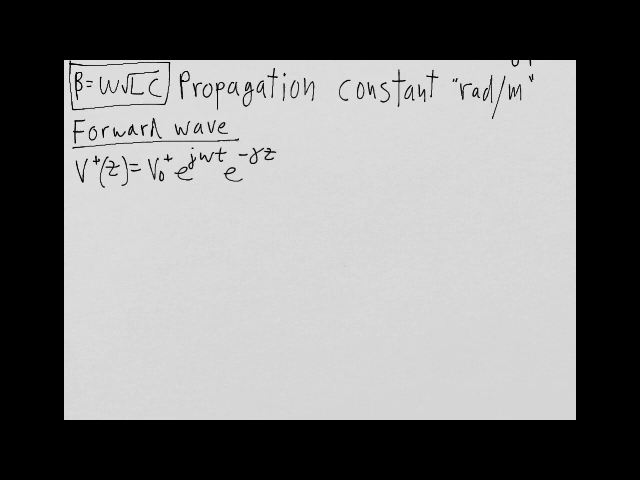 β=ω√LC Propagation constant "rad/m"
Forward wave
V⁺(z)=V₀⁺ e^jωt e^-γz